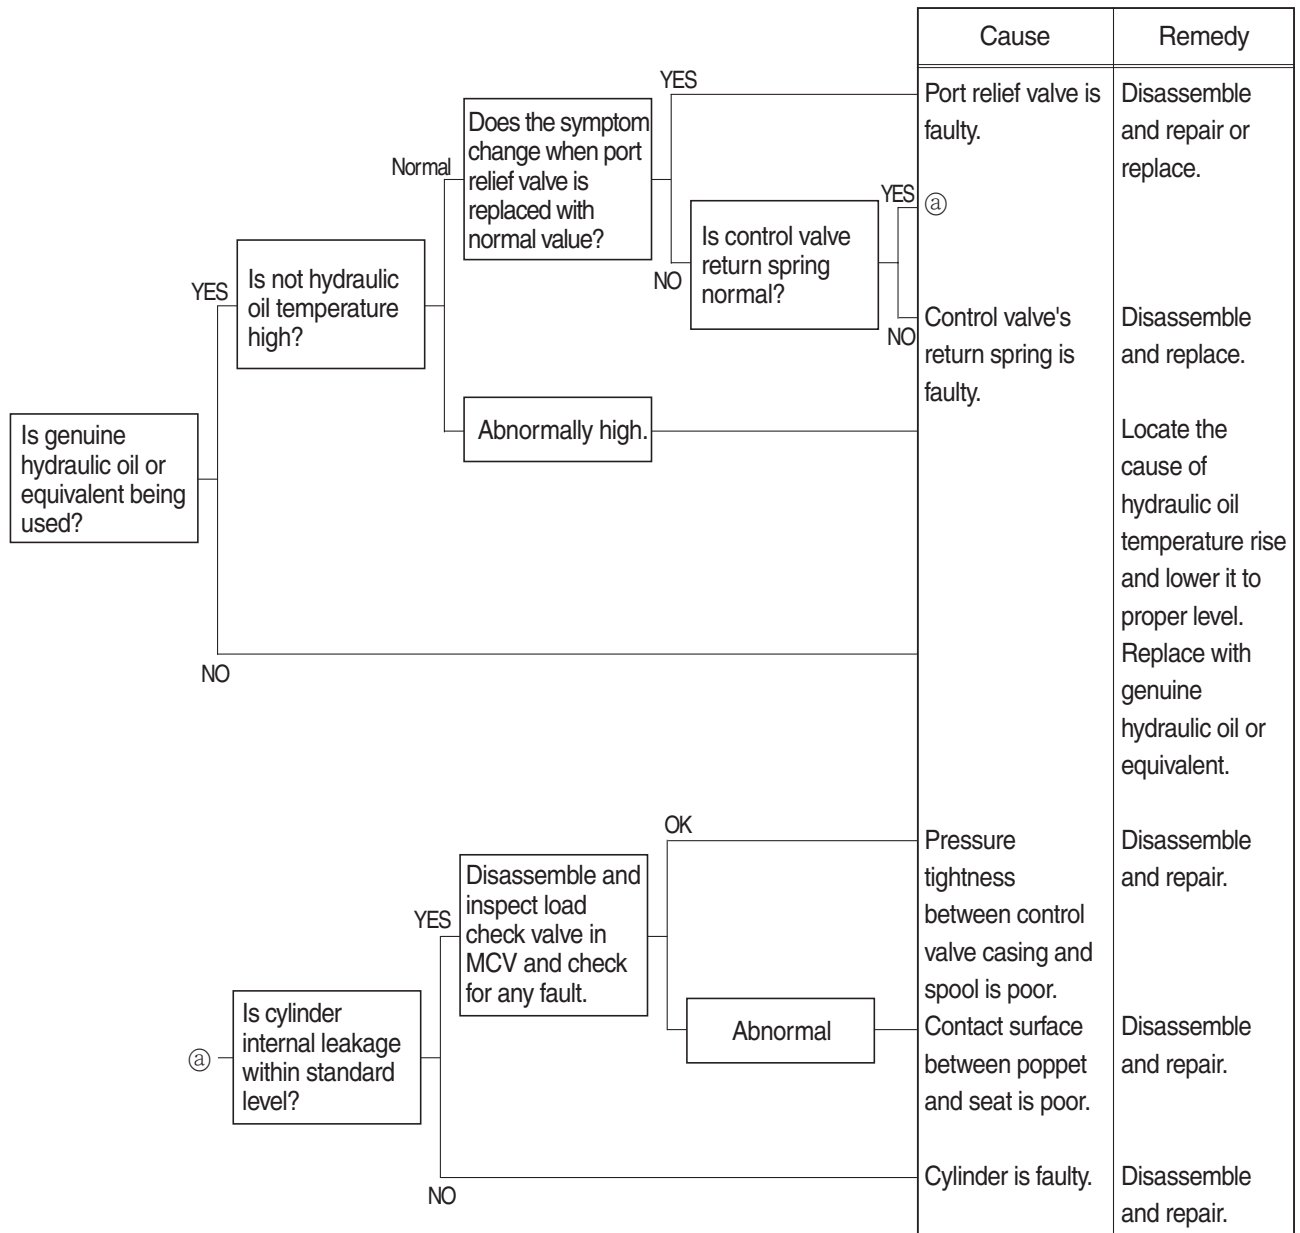 Cause
Remedy
YES
Port relief valve is
faulty.
Disassemble
and repair or
replace.
Does the symptom
change when port
relief valve is
replaced with
normal value?
Normal
YES
ⓐ
Is control valve
return spring
normal?
NO
Is not hydraulic
oil temperature
high?
YES
NO
Control valve's
return spring is
faulty.
Disassemble
and replace.
Abnormally high.
Locate the
cause of
hydraulic oil
temperature rise
and lower it to
proper level.
Is genuine
hydraulic oil or
equivalent being
used?
NO
Replace with
genuine
hydraulic oil or
equivalent.
OK
Pressure
tightness
between control
valve casing and
spool is poor.
Disassemble
and repair.
Disassemble and
inspect load
check valve in
MCV and check
for any fault.
YES
Abnormal
Contact surface
between poppet
and seat is poor.
Disassemble
and repair.
ⓐ
Is cylinder
internal leakage
within standard
level?
NO
Cylinder is faulty.
Disassemble
and repair.